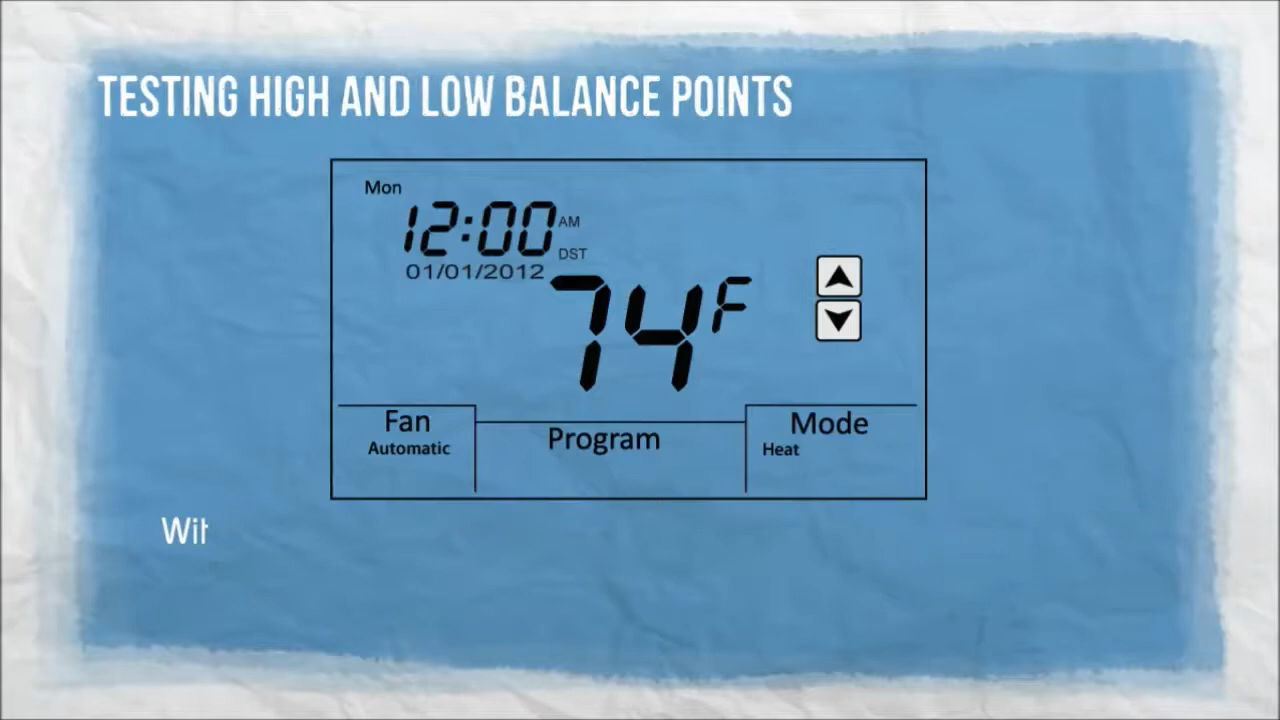 TESTING HIGH AND LOW BALANCE POINTS
Mon
12:00 AM
DST
01/01/2012
74F
Fan
Automatic
Program
Mode
Heat